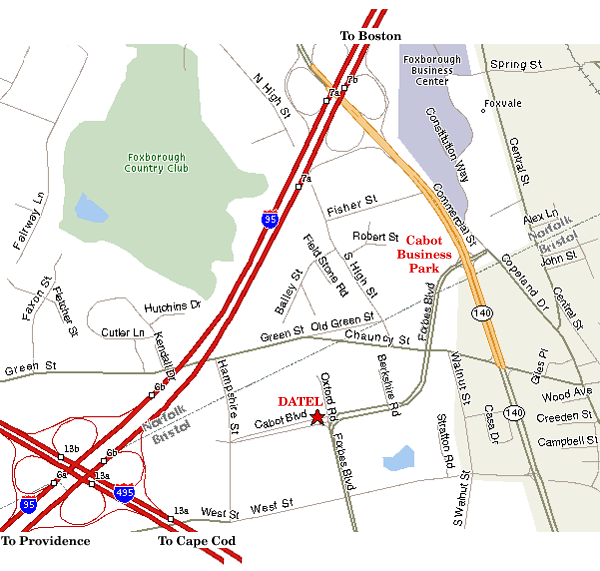 To Boston
Foxborough
Business
Center
Spring St
N High St
7b
7a
Foxvale
Constitution Way
Central St
Foxborough
Country Club
7a
Fairway Ln
Fisher St
Commercial St
Alex Ln
95
Norfolk
Bristol
Robert St
Cabot
Business
Park
Field Stone Rd
S High St
John St
Copeland Dr
Bailey St
Faxon St
Fletcher St
Forbes Blvd
Central St
Hutchins Dr
140
Cutler Ln
Old Green St
Green St
Chauncy St
Kendall Dr
Green St
Giles Pl
Hampshire St
Oxford Rd
Berkshire Rd
Walnut St
6b
Wood Ave
DATEL
Norfolk
Bristol
Cabot Blvd
140
Creeden St
Casa Dr
Stratton Rd
Campbell St
13b
6b
Forbes Blvd
6a
13a
S Walnut St
495
95
13a
West St
West St
To Providence
To Cape Cod